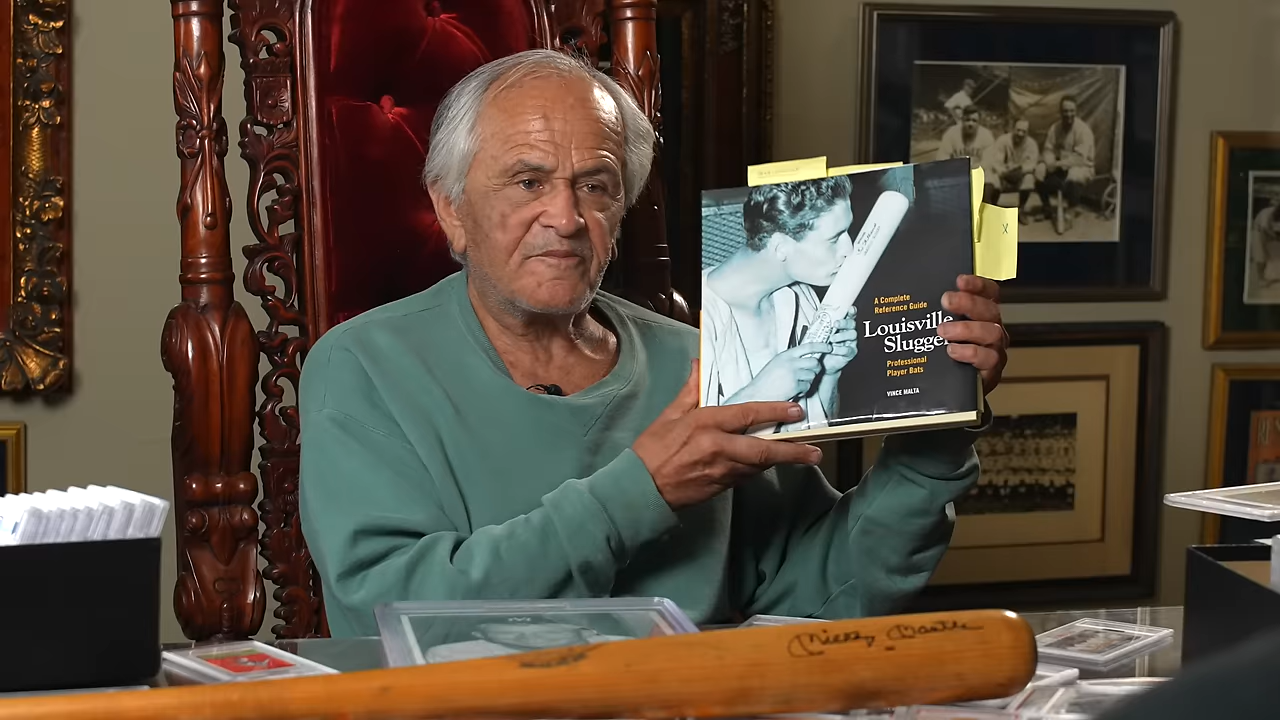 A Complete
Reference Guide
Louisville
Slugger
Professional
Player Bats
VINCE MALTA
X
Mickey Mantle